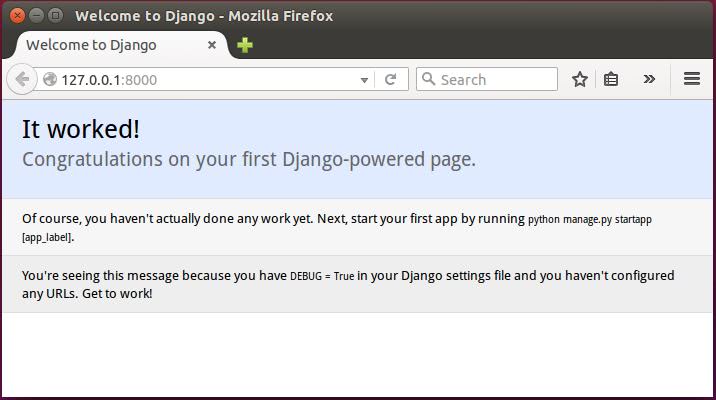 Welcome to Django - Mozilla Firefox
Welcome to Django
127.0.0.1:8000
Search
It worked!
Congratulations on your first Django-powered page.
Of course, you haven't actually done any work yet. Next, start your first app by running python manage.py startapp
[app_label].
You're seeing this message because you have DEBUG = True in your Django settings file and you haven't configured
any URLs. Get to work!